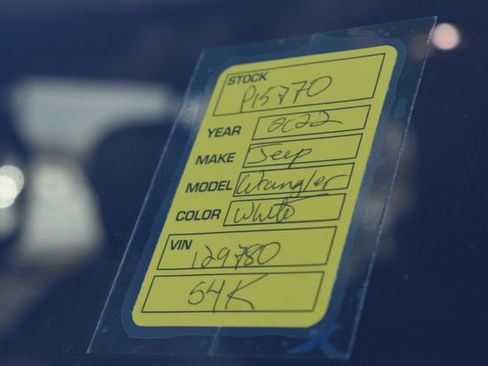 STOCK
P15770
YEAR 2022
MAKE Jeep
MODEL Wrangler
COLOR White
VIN
129780
54K